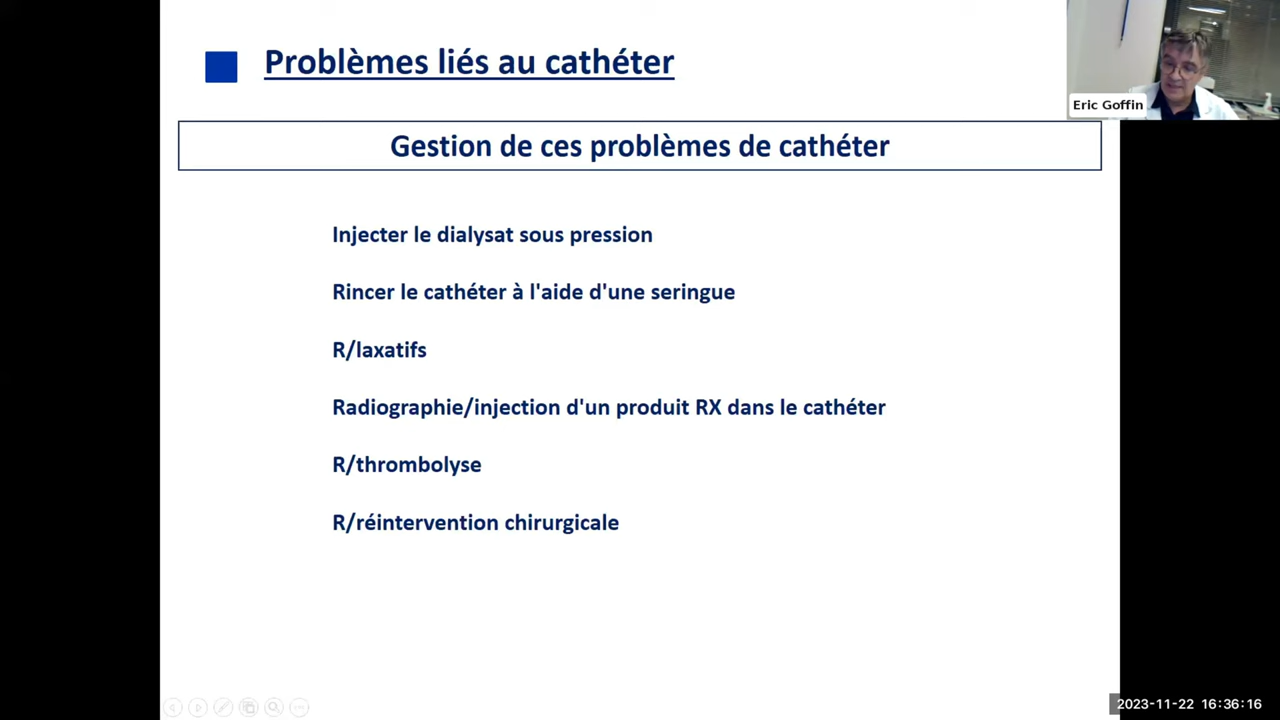 Problèmes liés au cathéter
Eric Goffin
Gestion de ces problèmes de cathéter
Injecter le dialysat sous pression
Rincer le cathéter à l'aide d'une seringue
R/laxatifs
Radiographie/injection d'un produit RX dans le cathéter
R/thrombolyse
R/réintervention chirurgicale
2023-11-22 16:36:16